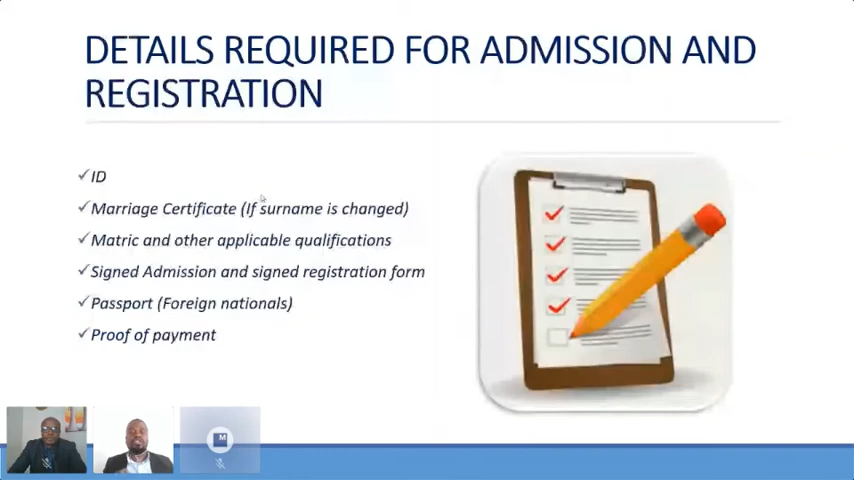 DETAILS REQUIRED FOR ADMISSION AND
REGISTRATION
✓ID
✓Marriage Certificate (If surname is changed)
✓Matric and other applicable qualifications
✓Signed Admission and signed registration form
✓Passport (Foreign nationals)
✓Proof of payment
M